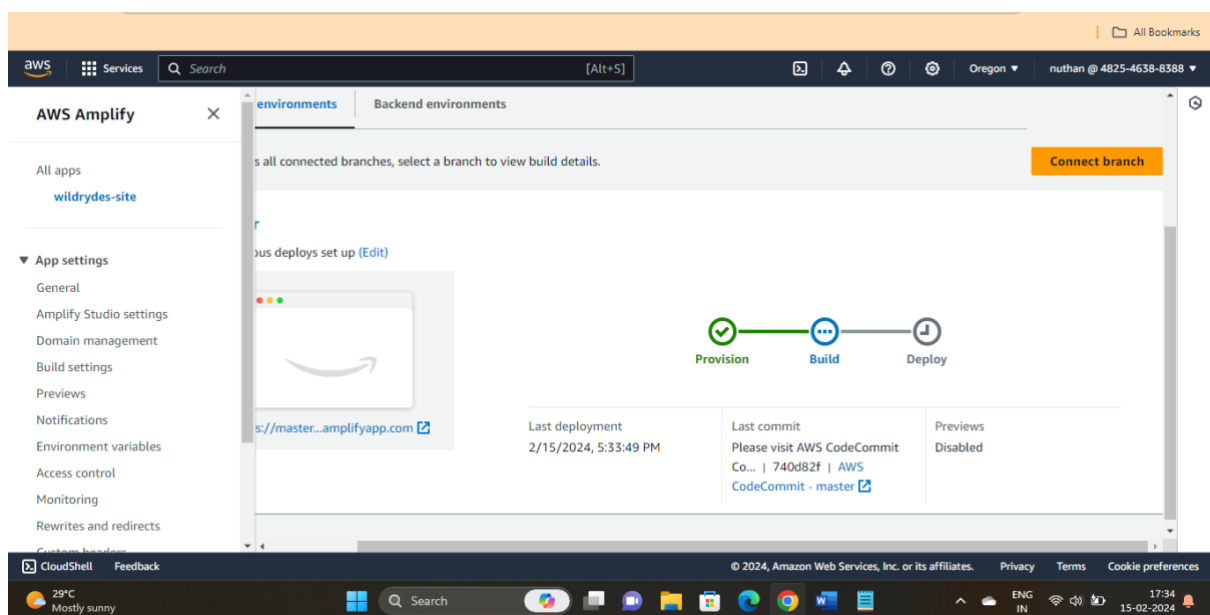 All Bookmarks
aws
Services
Search
[Alt+S]
Oregon ▼
nuthan @ 4825-4638-8388 ▼
AWS Amplify
environments
Backend environments
s all connected branches, select a branch to view build details.
Connect branch
All apps
wildrydes-site
r
ous deploys set up (Edit)
▼ App settings
General
Amplify Studio settings
Domain management
Build settings
Previews
Notifications
Environment variables
Access control
Monitoring
Rewrites and redirects
Provision
Build
Deploy
s://master...amplifyapp.com
Last deployment
2/15/2024, 5:33:49 PM
Last commit
Please visit AWS CodeCommit
Co... | 740d82f | AWS
CodeCommit - master
Previews
Disabled
Custom headers
CloudShell
Feedback
© 2024, Amazon Web Services, Inc. or its affiliates.
Privacy
Terms
Cookie preferences
29°C
Mostly sunny
Search
ENG
IN
17:34
15-02-2024